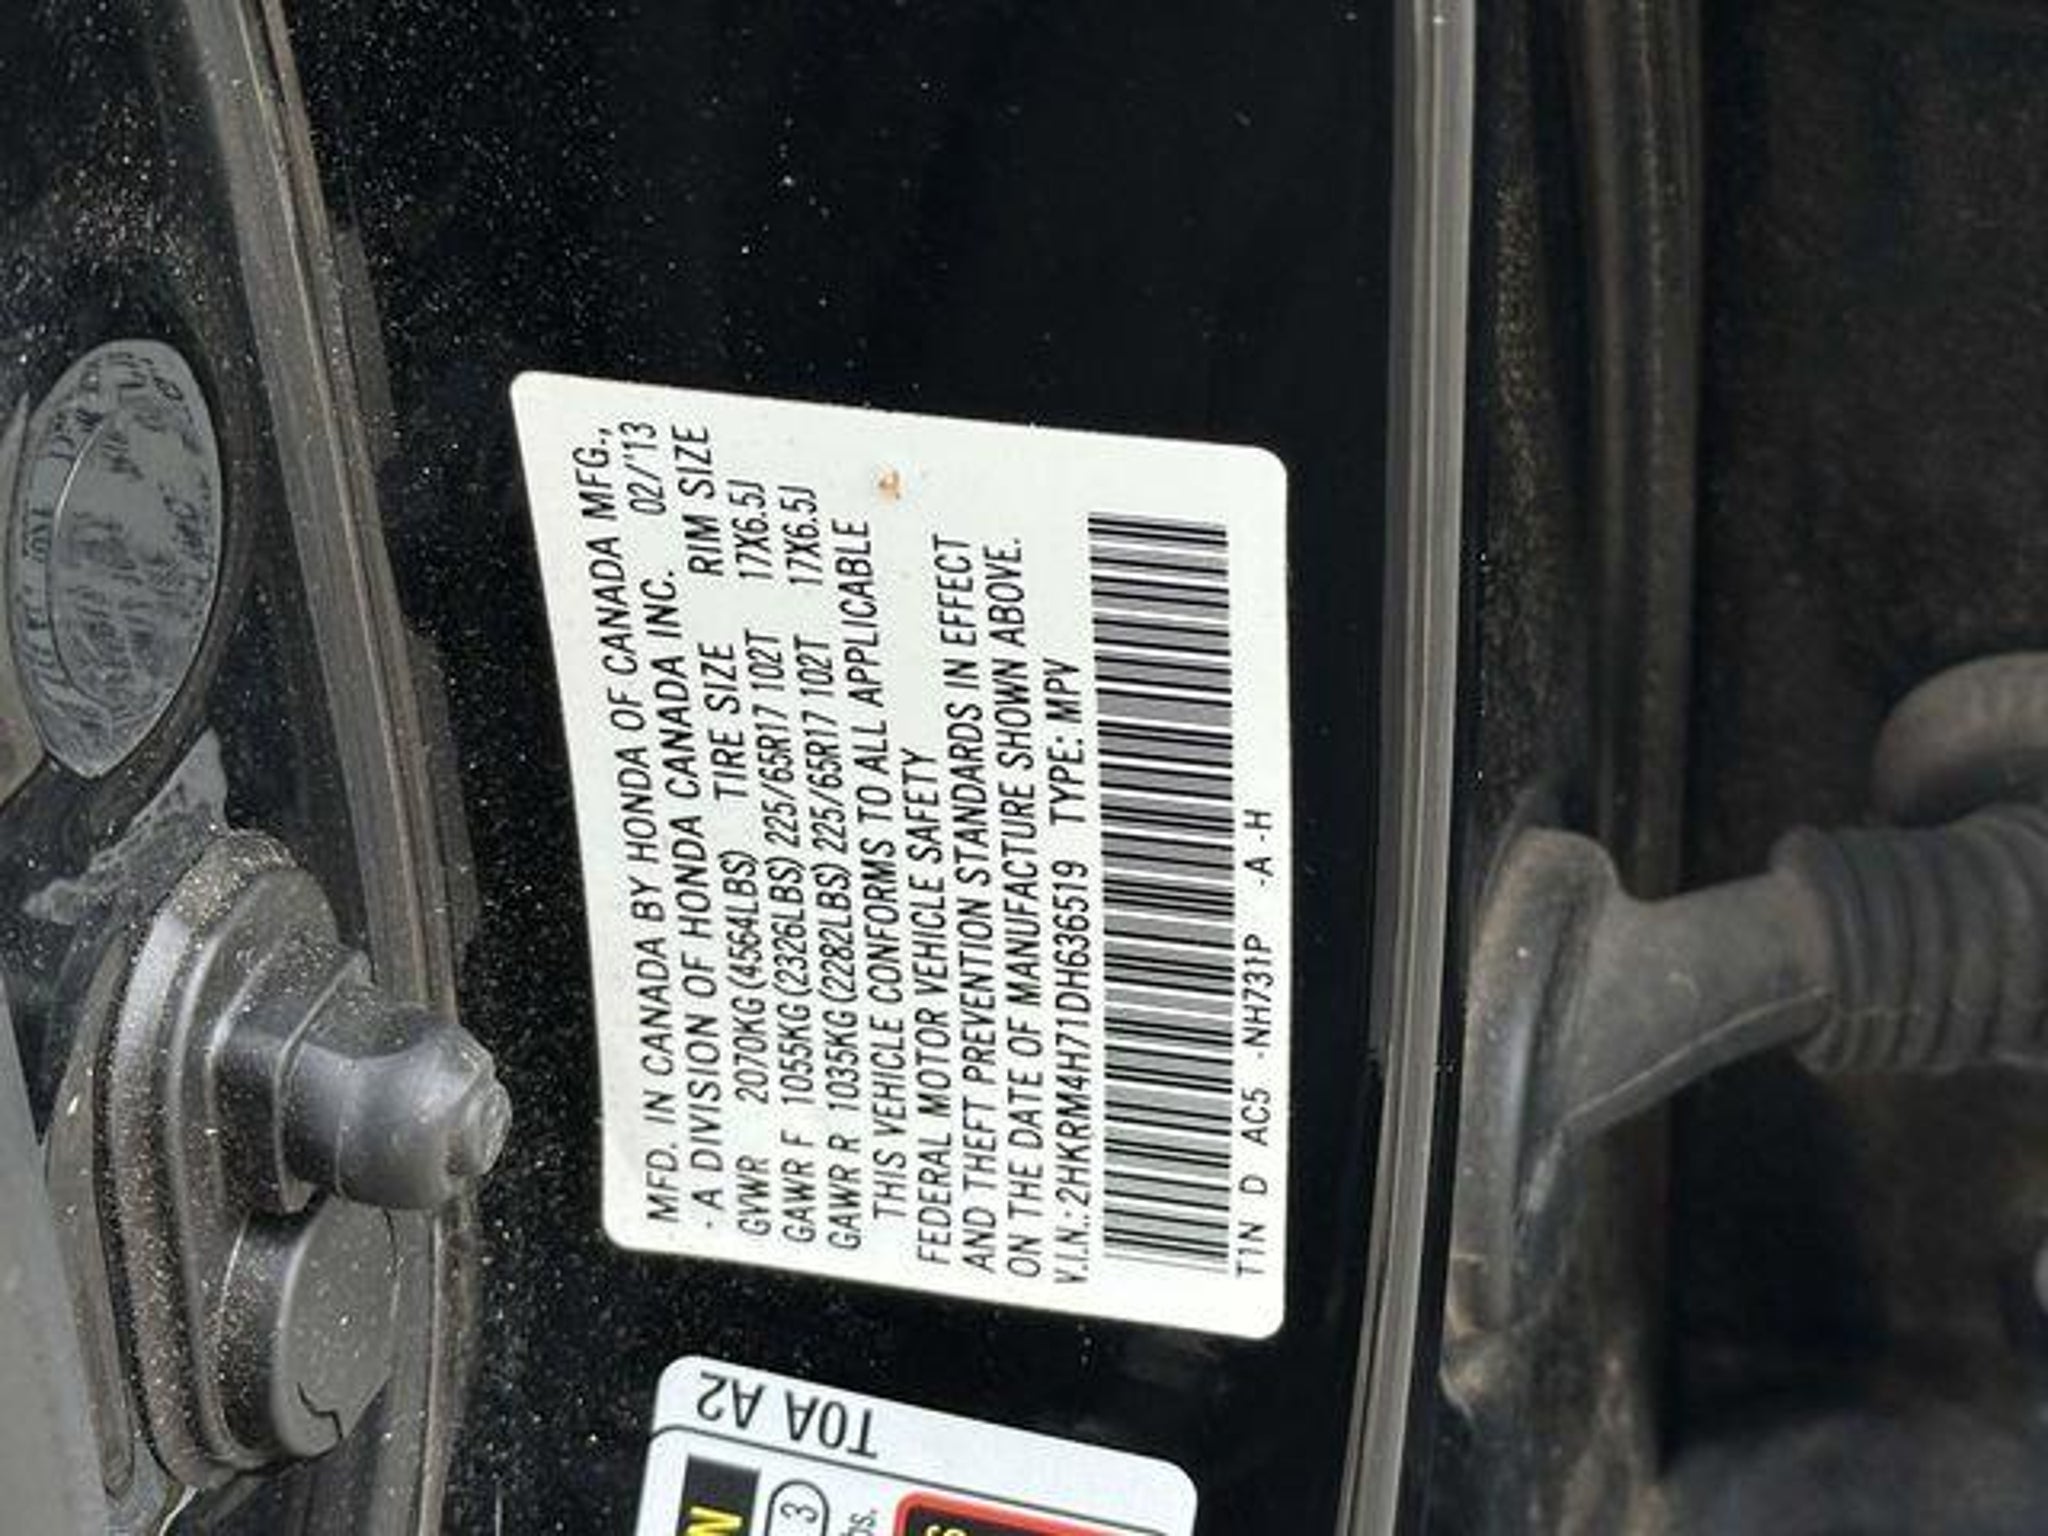 MFD. IN CANADA BY HONDA OF CANADA MFG.,
- A DIVISION OF HONDA CANADA INC. 02/'13
TIRE SIZE RIM SIZE
GVWR 2070KG (4564LBS)
GAWR F 1055KG (2326LBS) 225/65R17 102T 17X6.5J
GAWR R 1035KG (2282LBS) 225/65R17 102T 17X6.5J
THIS VEHICLE CONFORMS TO ALL APPLICABLE
FEDERAL MOTOR VEHICLE SAFETY
AND THEFT PREVENTION STANDARDS IN EFFECT
ON THE DATE OF MANUFACTURE SHOWN ABOVE.
V.I.N.:2HKRM4H71DH636519 TYPE: MPV
T1N D AC5 -NH731P -A -H
T0A A2
3